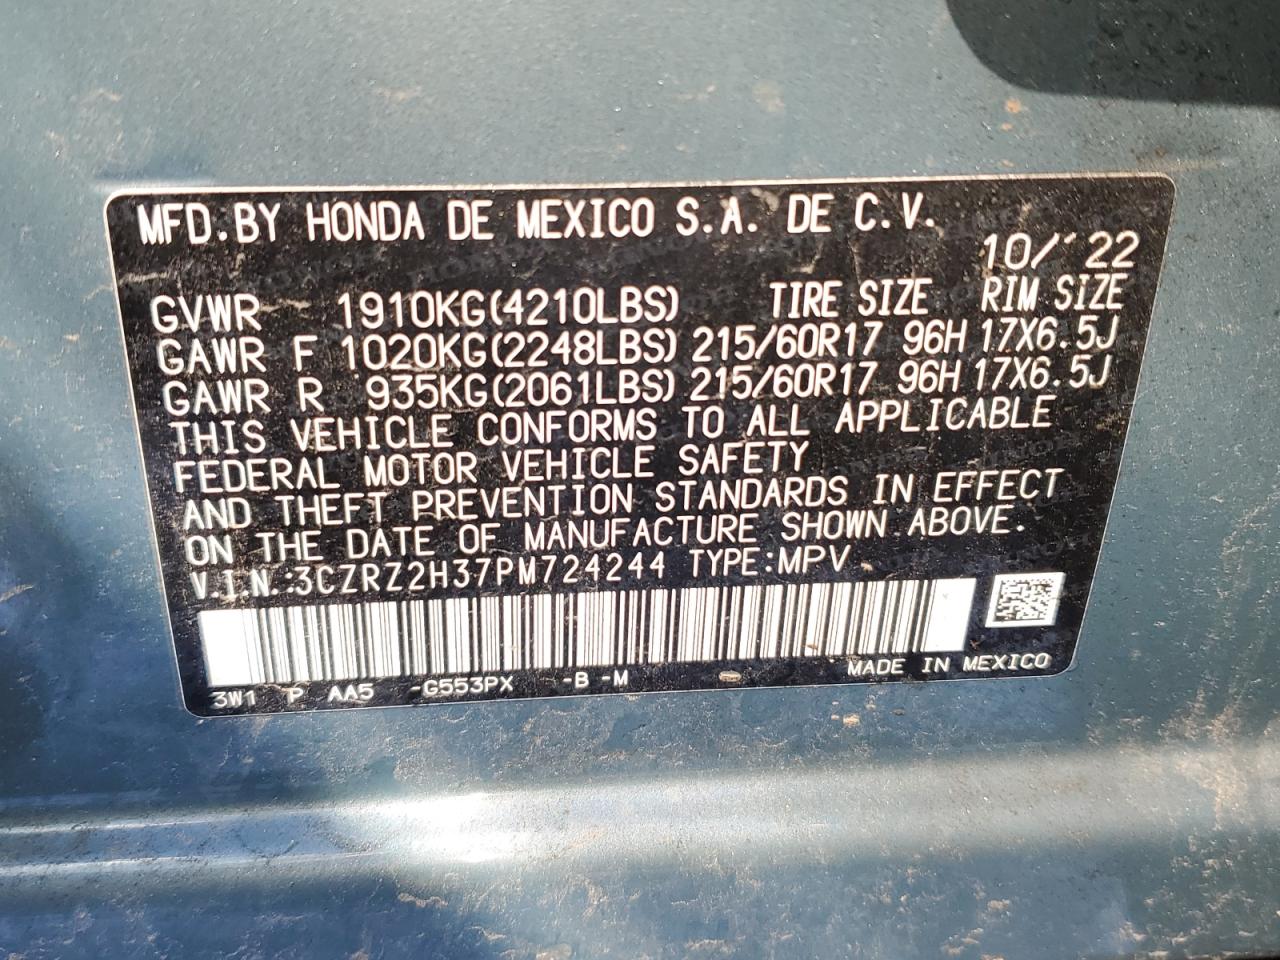 MFD.BY HONDA DE MEXICO S.A. DE C.V.
10/'22
GVWR 1910KG(4210LBS) TIRE SIZE RIM SIZE
GAWR F 1020KG(2248LBS) 215/60R17 96H 17X6.5J
GAWR R 935KG(2061LBS) 215/60R17 96H 17X6.5J
THIS VEHICLE CONFORMS TO ALL APPLICABLE
FEDERAL MOTOR VEHICLE SAFETY
AND THEFT PREVENTION STANDARDS IN EFFECT
ON THE DATE OF MANUFACTURE SHOWN ABOVE.
V.I.N.:3CZRZ2H37PM724244 TYPE:MPV
3W1 P AA5 -G553PX -B -M MADE IN MEXICO